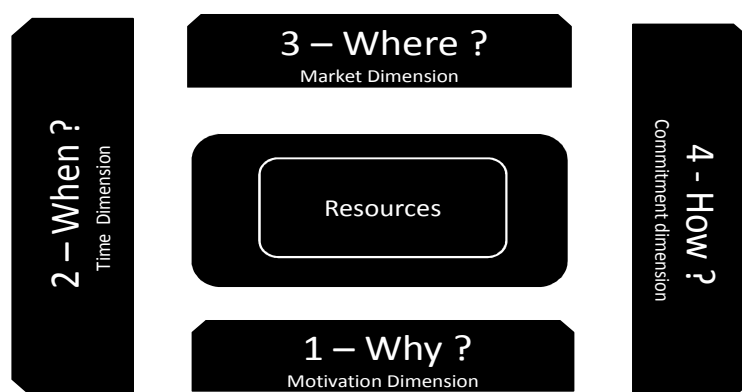 3 – Where ?
Market Dimension
2 – When ?
Time Dimension
Resources
4 - How ?
Commitment dimension
1 – Why ?
Motivation Dimension